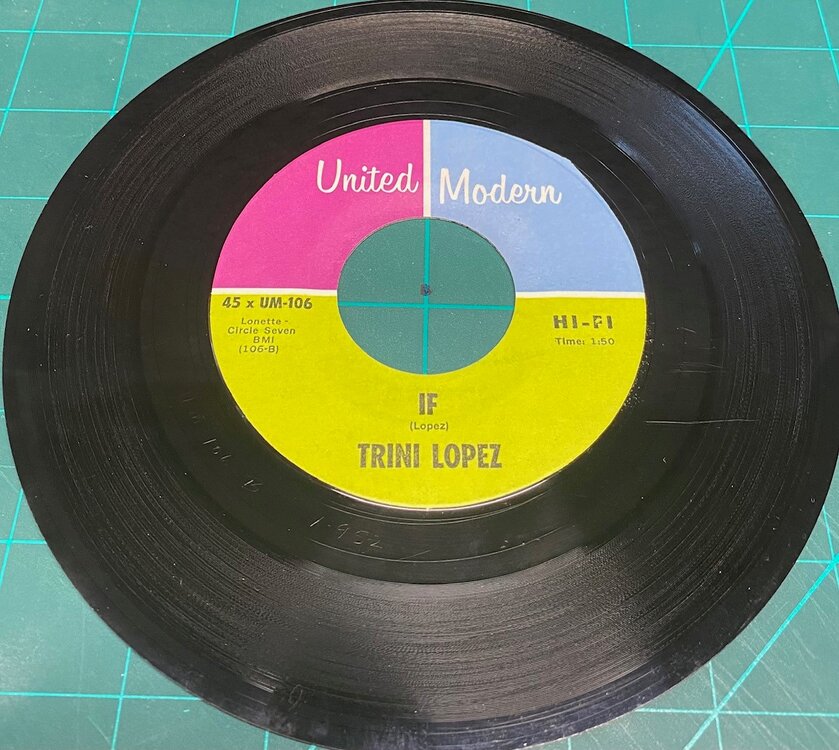 United Modern
45 x UM-106
Lonette -
Circle Seven
BMI
(106-B)
HI-FI
Time: 1:50
IF
(Lopez)
TRINI LOPEZ